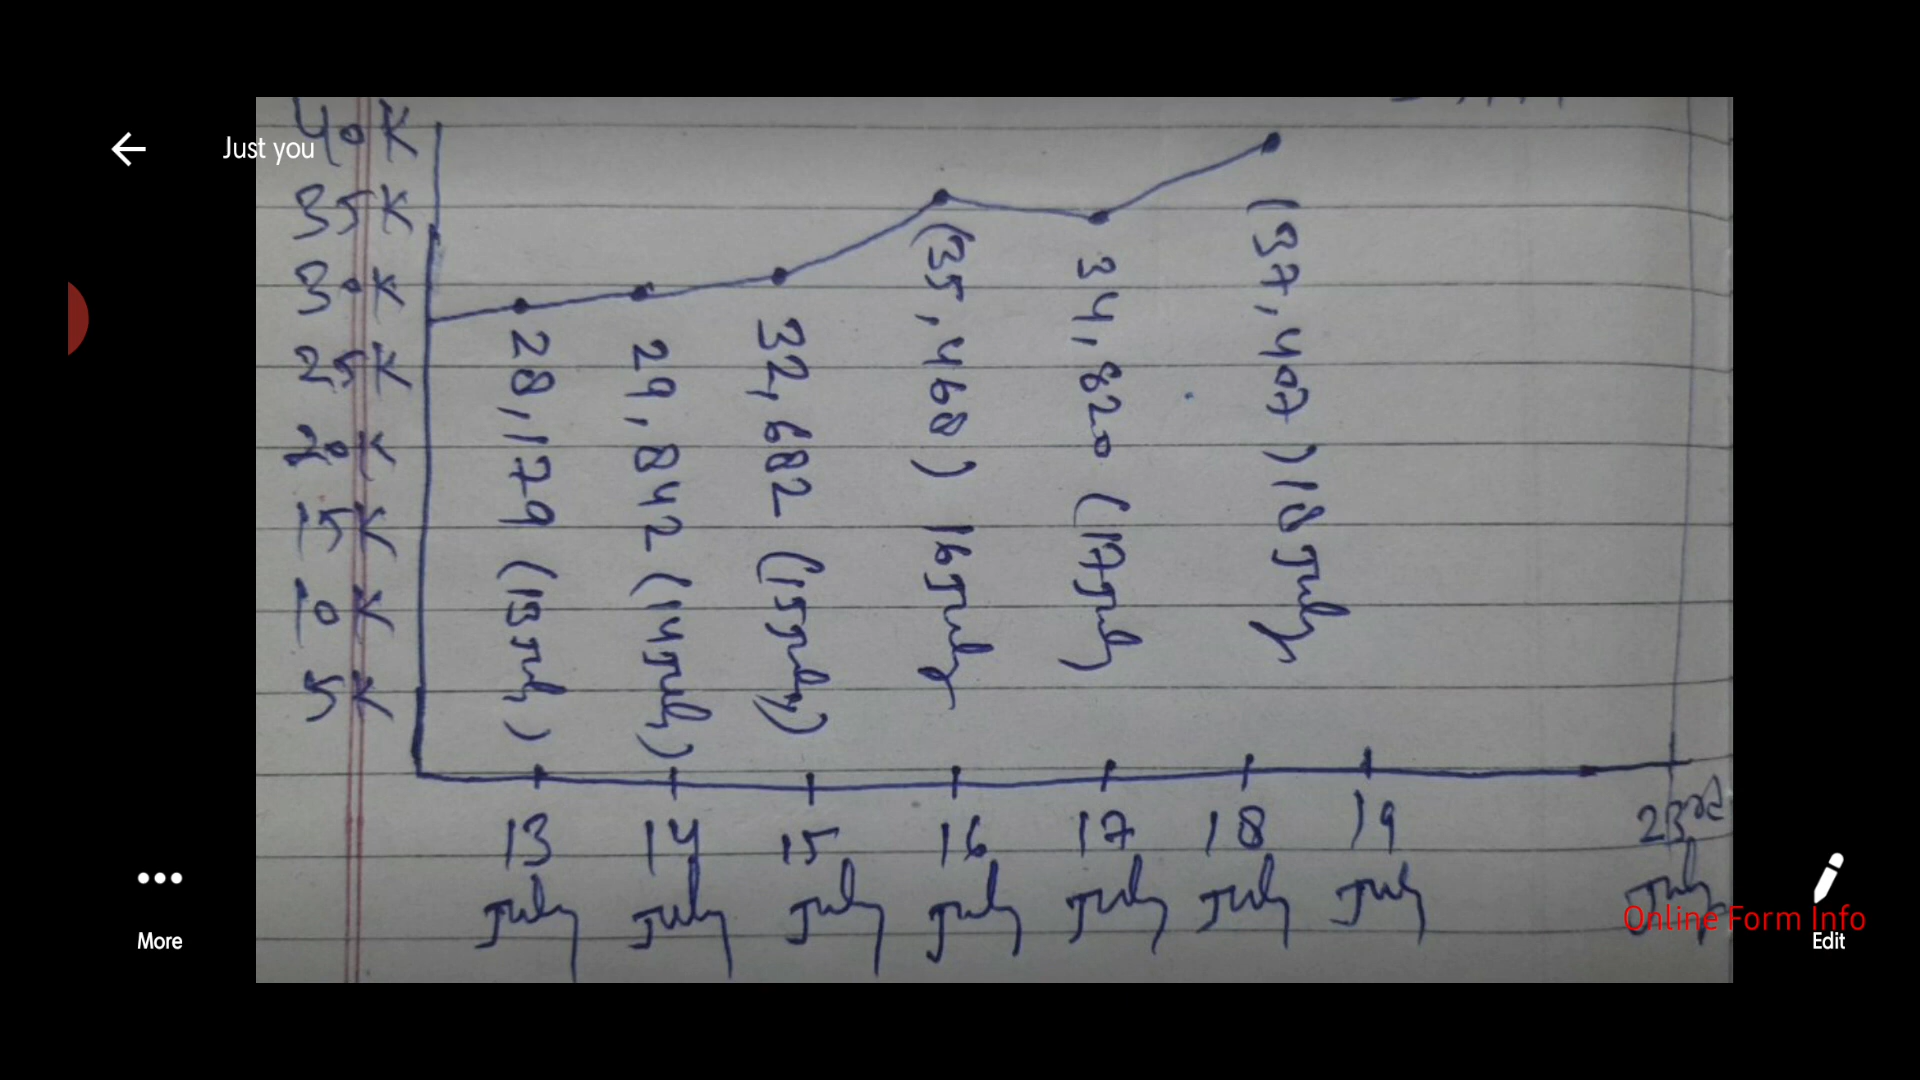 40K
Just you
35K
30K
25K
20K
15K
10K
5K
28,179 (13 July)
29,842 (14 July)
32,682 (15 July)
(35,468) 16 July
34,820 (17 July
(37,407) 18 July
13 July
14 July
15 July
16 July
17 July
18 July
19 July
23rd July
Online Form Info
More
Edit